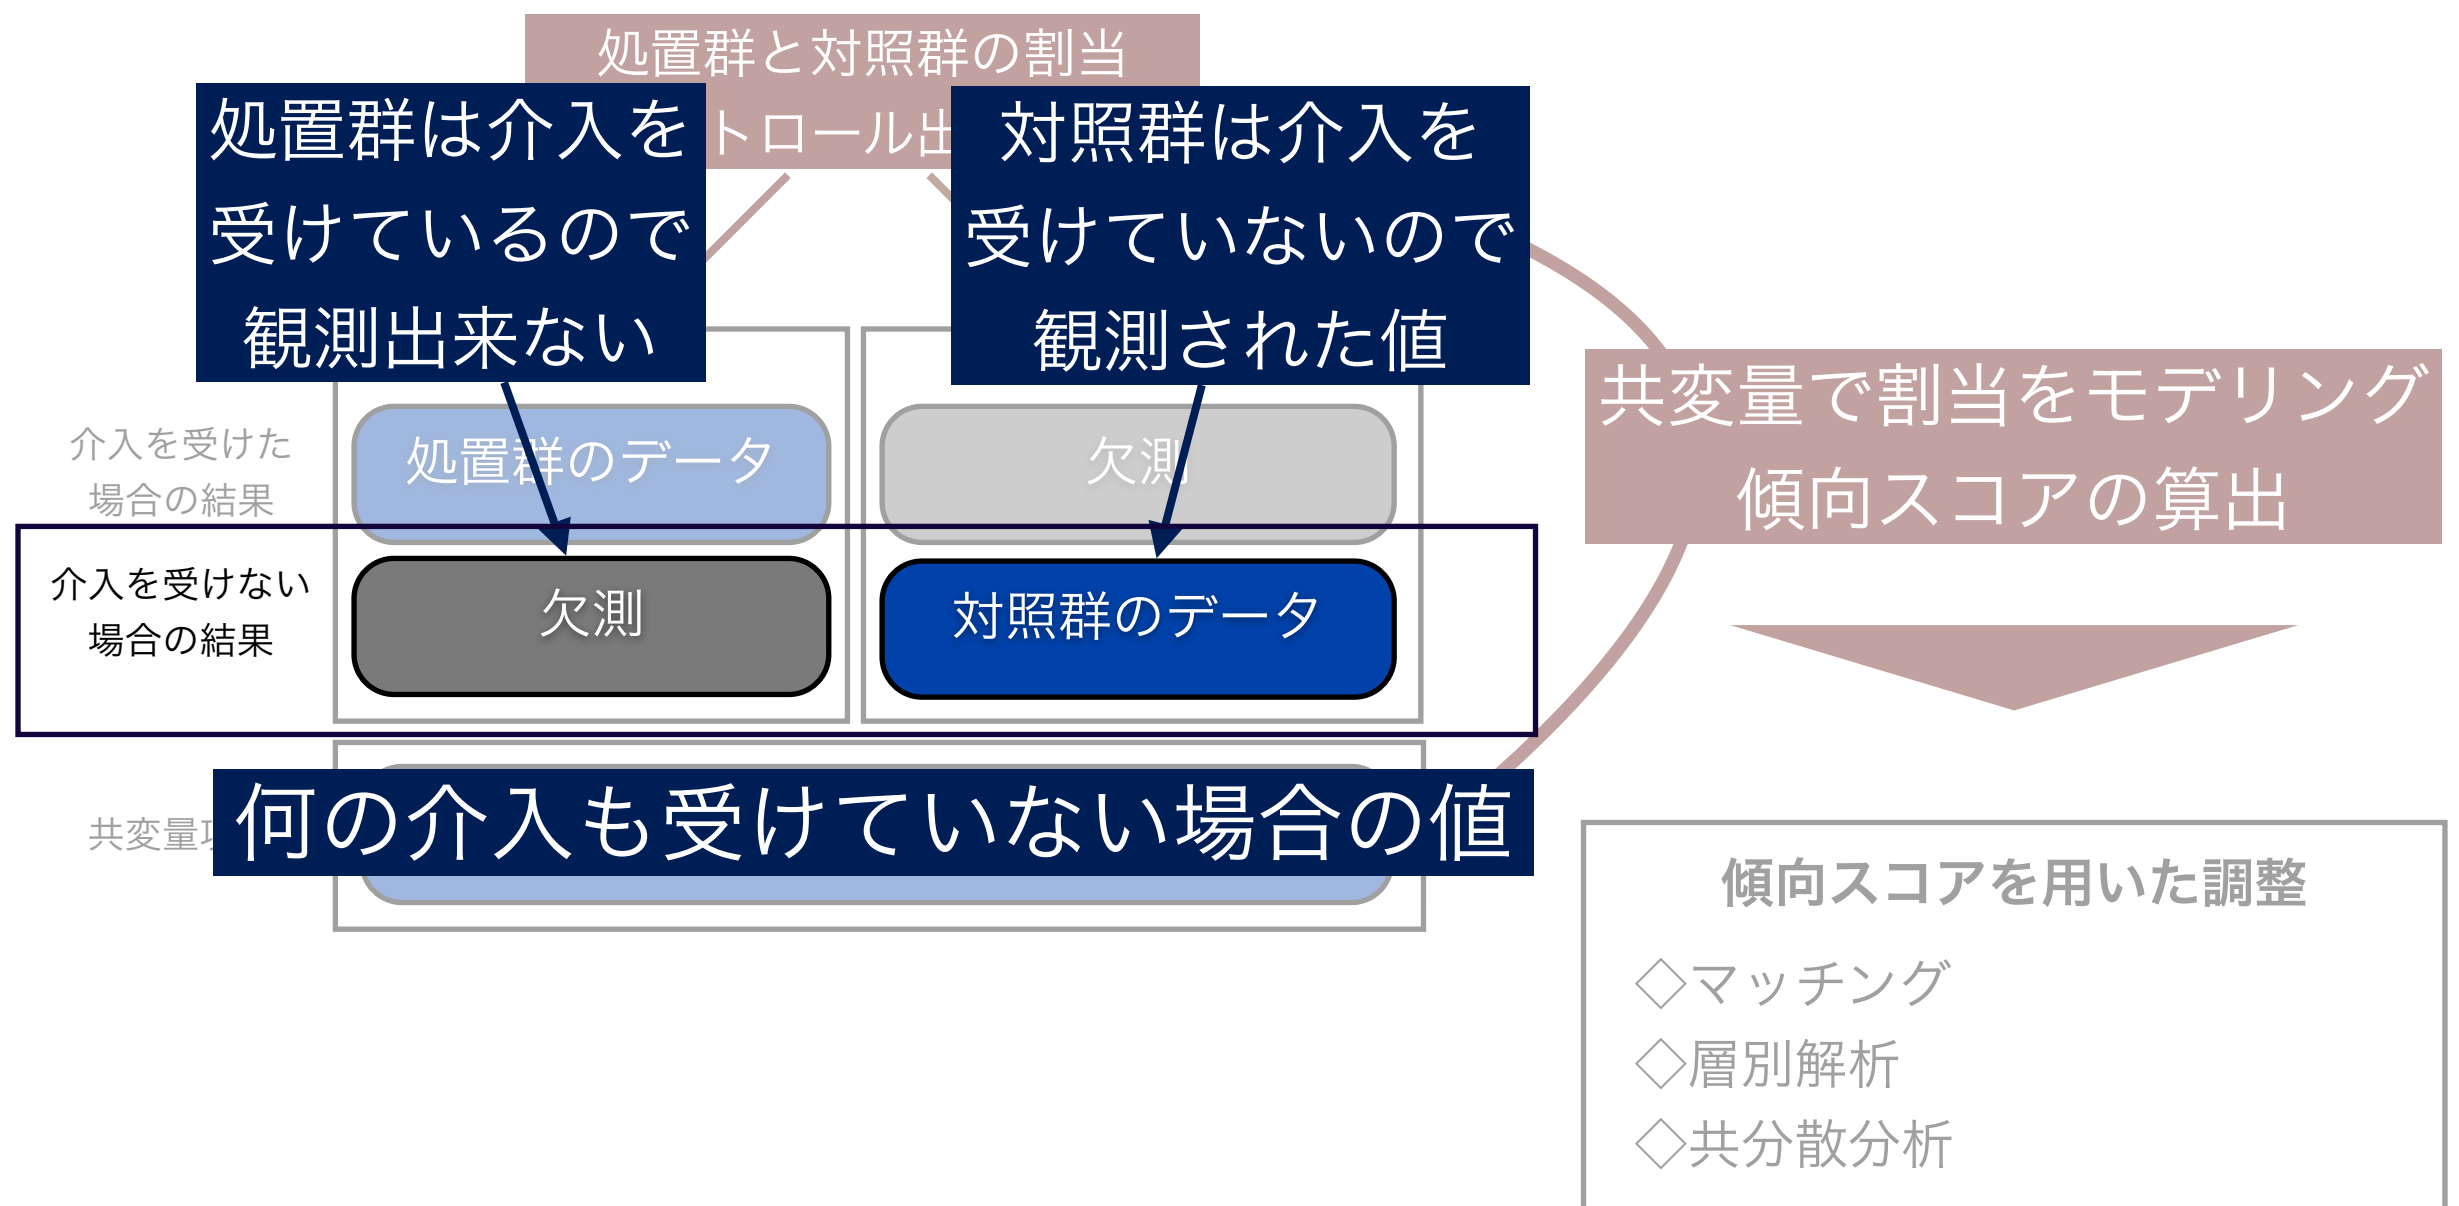 処置群と対照群の割当
トロール出
処置群は介入を
受けているので
観測出来ない
対照群は介入を
受けていないので
観測された値
共変量で割当をモデリング
傾向スコアの算出
介入を受けた
場合の結果
処置群のデータ
欠測
介入を受けない
場合の結果
欠測
対照群のデータ
共変量
何の介入も受けていない場合の値
傾向スコアを用いた調整
◇マッチング
◇層別解析
◇共分散分析